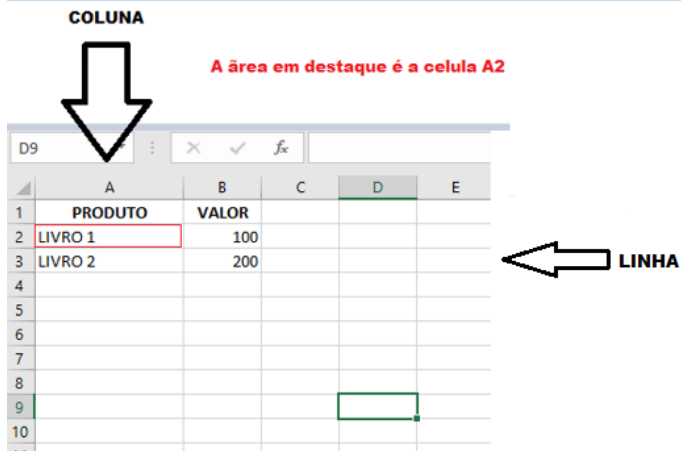 COLUNA
A ãrea em destaque é a celula A2
D9 fx
A B C D E
1 PRODUTO VALOR
2 LIVRO 1 100
3 LIVRO 2 200
LINHA
4
5
6
7
8
9
10